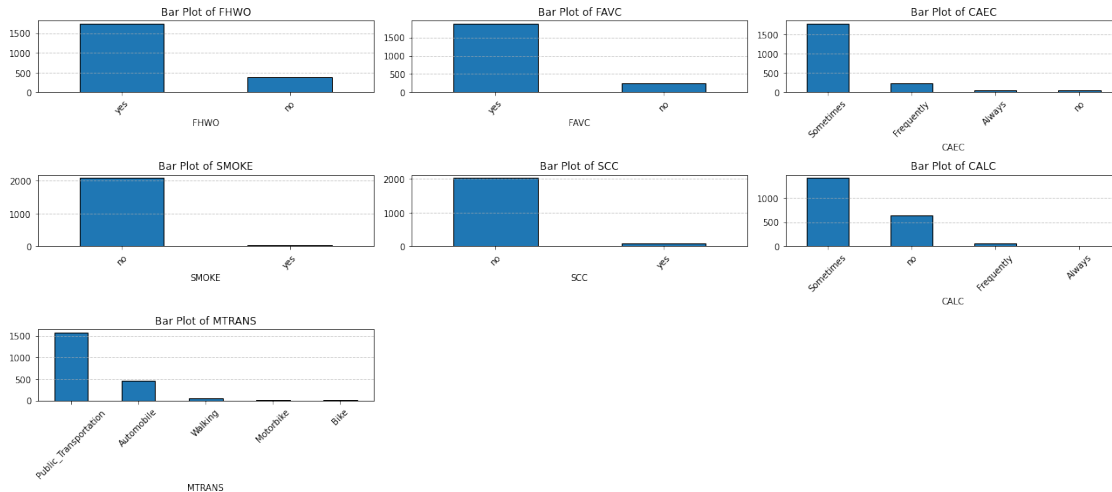 Bar Plot of FHWO
1500
1000
500
0
yes
no
FHWO
Bar Plot of FAVC
1500
1000
500
0
yes
no
FAVC
Bar Plot of CAEC
1500
1000
500
0
Sometimes
Frequently
Always
no
CAEC
Bar Plot of SMOKE
2000
1000
0
no
yes
SMOKE
Bar Plot of SCC
2000
1000
0
no
yes
SCC
Bar Plot of CALC
1000
500
0
Sometimes
no
Frequently
Always
CALC
Bar Plot of MTRANS
1500
1000
500
0
Public_Transportation
Automobile
Walking
Motorbike
Bike
MTRANS